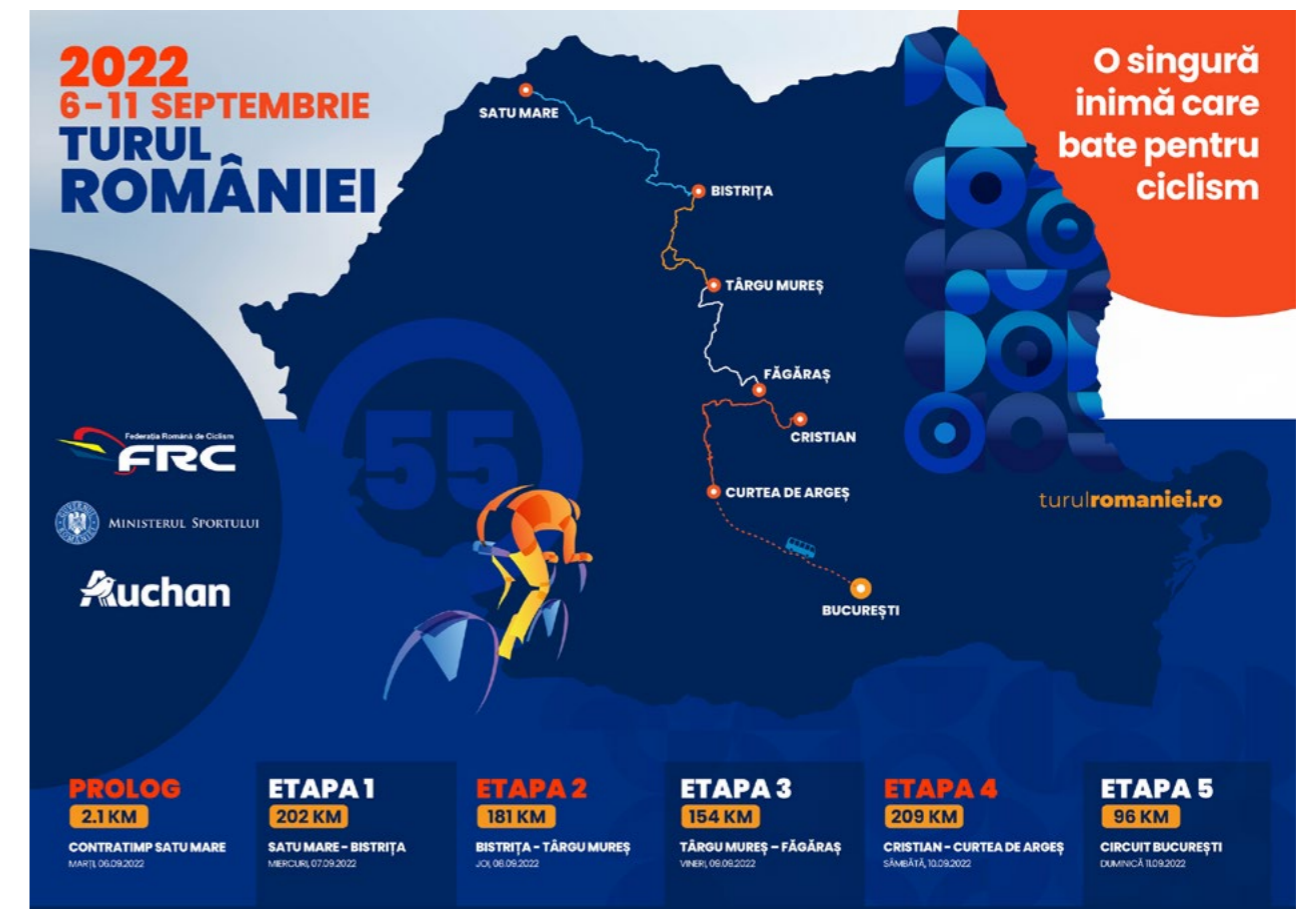 2022
6-11 SEPTEMBRIE
TURUL
ROMÂNIEI
O singură
inimă care
bate pentru
ciclism
SATU MARE
BISTRIȚA
TÂRGU MUREȘ
FĂGĂRAȘ
CRISTIAN
CURTEA DE ARGEȘ
BUCUREȘTI
55
Federația Română de Ciclism
FRC
GUVERNUL ROMÂNIEI
MINISTERUL SPORTULUI
Auchan
turulromaniei.ro
PROLOG
2.1 KM
CONTRATIMP SATU MARE
MARȚI, 06.09.2022
ETAPA 1
202 KM
SATU MARE - BISTRIȚA
MIERCURI, 07.09.2022
ETAPA 2
181 KM
BISTRIȚA - TÂRGU MUREȘ
JOI, 08.09.2022
ETAPA 3
154 KM
TÂRGU MUREȘ – FĂGĂRAȘ
VINERI, 09.09.2022
ETAPA 4
209 KM
CRISTIAN - CURTEA DE ARGEȘ
SÂMBĂTĂ, 10.09.2022
ETAPA 5
96 KM
CIRCUIT BUCUREȘTI
DUMINICĂ 11.09.2022